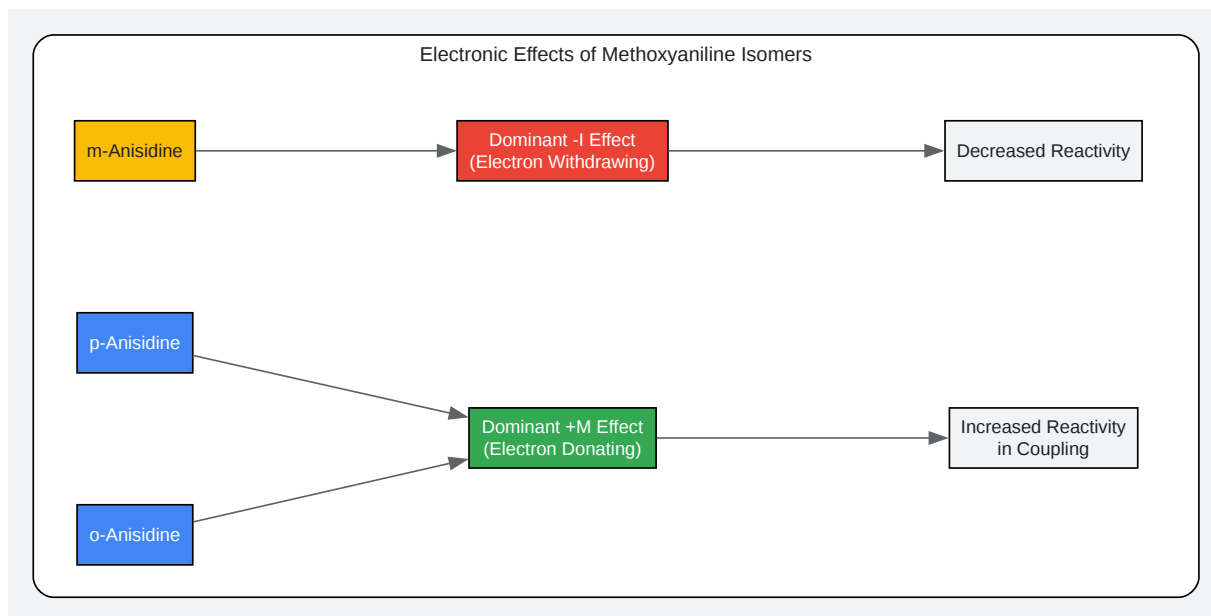 Electronic Effects of Methoxyaniline Isomers
m-Anisidine
Dominant -I Effect
(Electron Withdrawing)
Decreased Reactivity
p-Anisidine
Dominant +M Effect
(Electron Donating)
Increased Reactivity
in Coupling
o-Anisidine